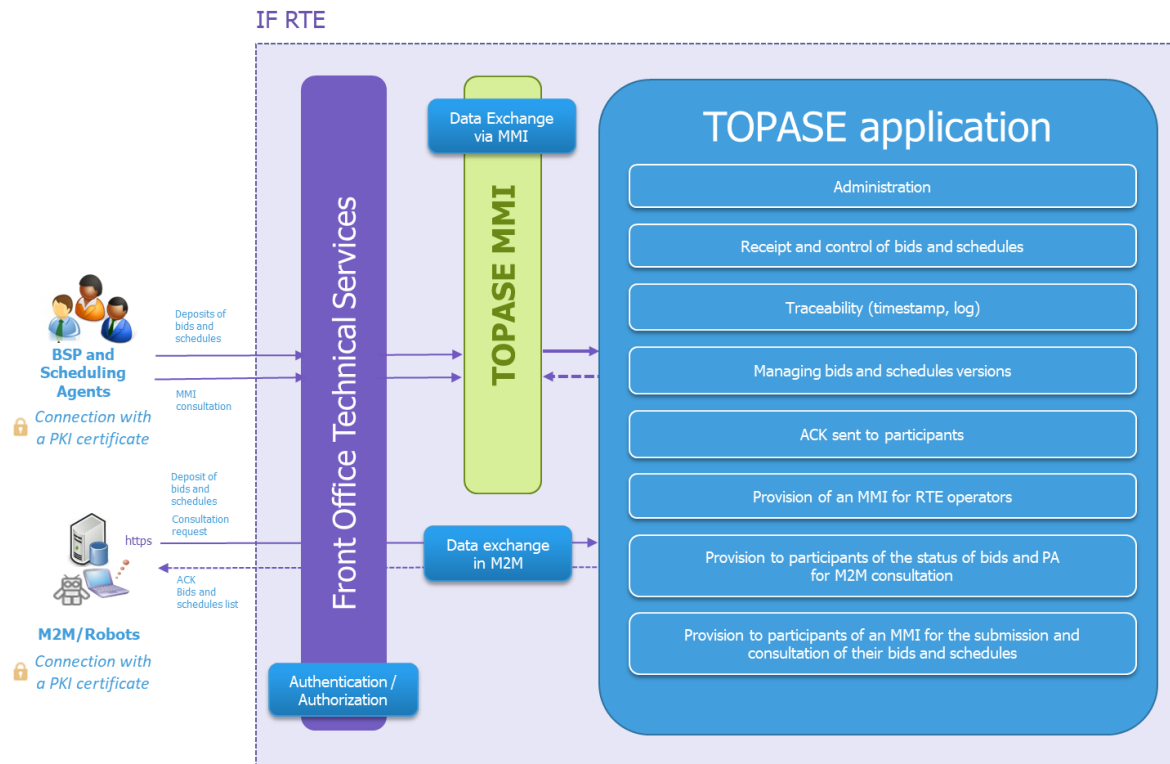 IF RTE
Front Office Technical Services
Authentication /
Authorization
Data Exchange
via MMI
TOPASE MMI
Data exchange
in M2M
BSP and
Scheduling
Agents
Connection with
a PKI certificate
Deposits of
bids and
schedules
MMI
consultation
Deposit of
bids and
schedules
Consultation
request
https
ACK
Bids and
schedules list
M2M/Robots
Connection with
a PKI certificate
TOPASE application
Administration
Receipt and control of bids and schedules
Traceability (timestamp, log)
Managing bids and schedules versions
ACK sent to participants
Provision of an MMI for RTE operators
Provision to participants of the status of bids and PA
for M2M consultation
Provision to participants of an MMI for the submission and
consultation of their bids and schedules